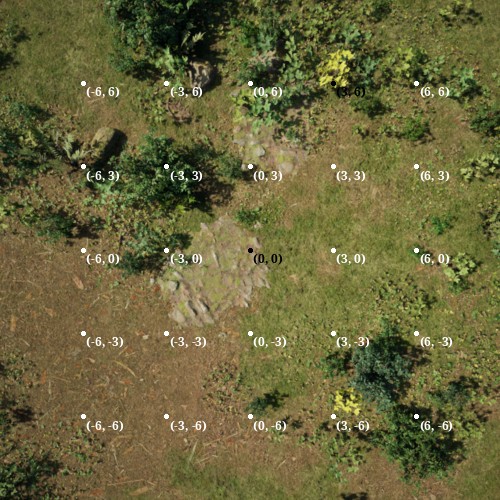 (-6, 6) (-3, 6) (0, 6) (3, 6) (6, 6)
(-6, 3) (-3, 3) (0, 3) (3, 3) (6, 3)
(-6, 0) (-3, 0) (0, 0) (3, 0) (6, 0)
(-6, -3) (-3, -3) (0, -3) (3, -3) (6, -3)
(-6, -6) (-3, -6) (0, -6) (3, -6) (6, -6)